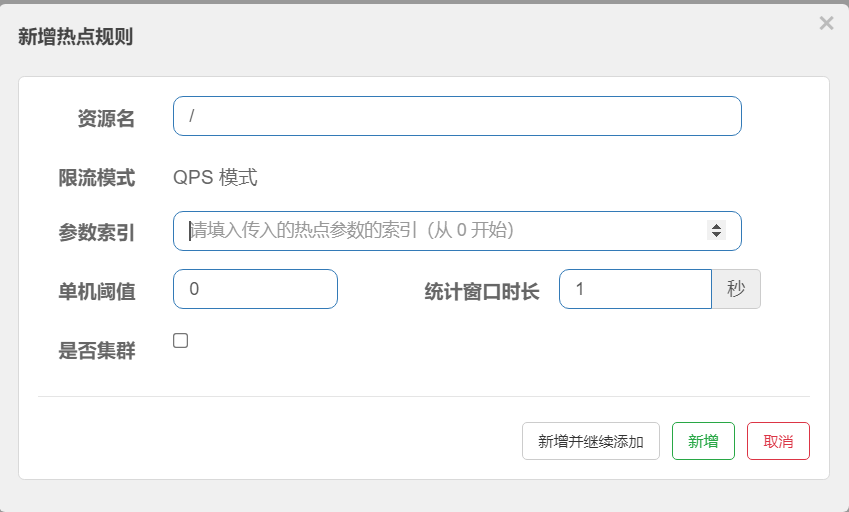 新增热点规则
×
资源名 /
限流模式 QPS 模式
参数索引 请填入传入的热点参数的索引（从 0 开始）
单机阈值 0 统计窗口时长 1 秒
是否集群
新增并继续添加 新增 取消